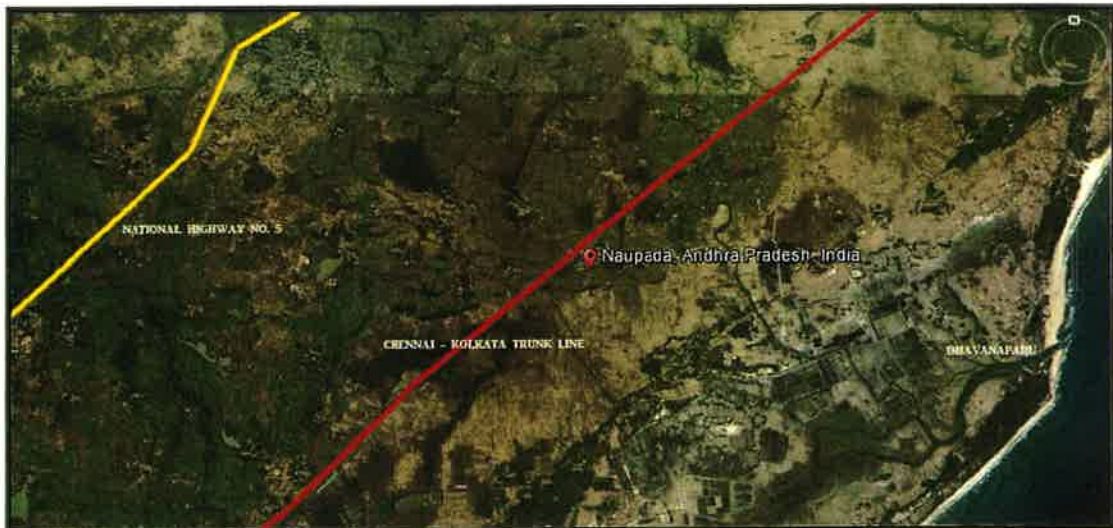 NATIONAL HIGHWAY NO. 5
Naupada, Andhra Pradesh, India
CHENNAI - KOLKATA TRUNK LINE
BHAVANAPADU